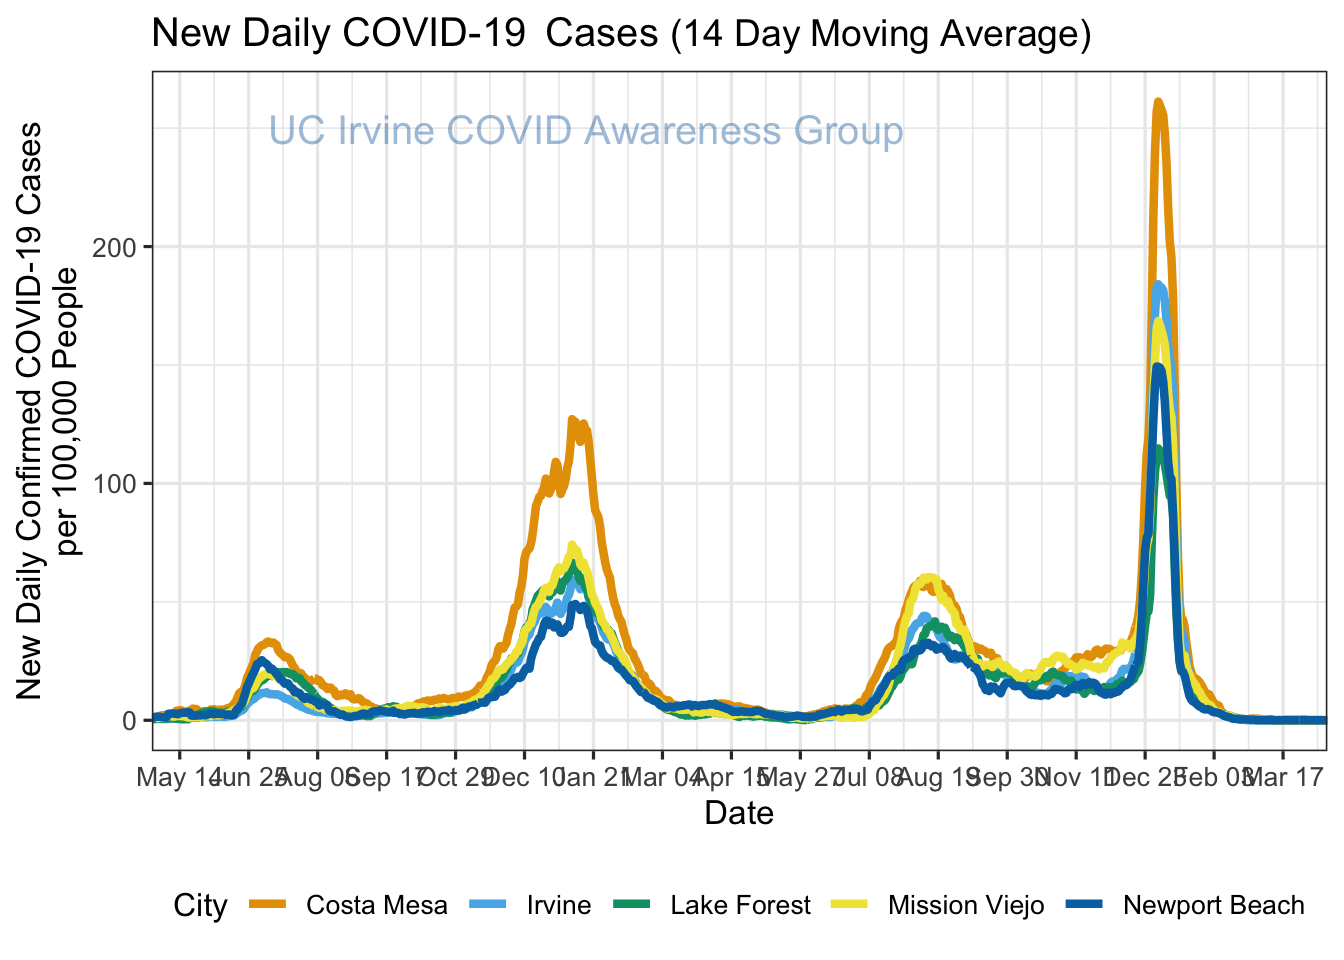 New Daily COVID-19 Cases (14 Day Moving Average)
UC Irvine COVID Awareness Group
New Daily Confirmed COVID-19 Cases
per 100,000 People
200
100
0
May 14 Jun 25 Aug 06 Sep 17 Oct 29 Dec 10 Jan 21 Mar 04 Apr 15 May 27 Jul 08 Aug 19 Sep 30 Nov 11 Dec 23 Feb 03 Mar 17
Date
City Costa Mesa Irvine Lake Forest Mission Viejo Newport Beach